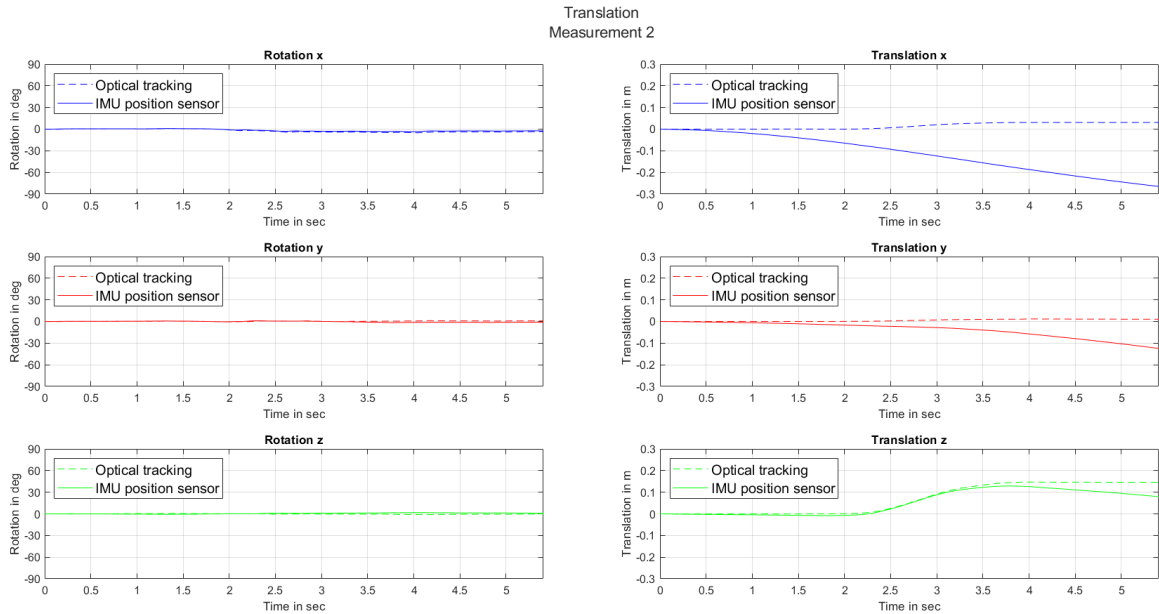 Translation
Measurement 2
Rotation x
Rotation in deg
90
60
30
0
-30
-60
-90
Optical tracking
IMU position sensor
0 0.5 1 1.5 2 2.5 3 3.5 4 4.5 5
Time in sec
Translation x
Translation in m
0.3
0.2
0.1
0
-0.1
-0.2
-0.3
Optical tracking
IMU position sensor
0 0.5 1 1.5 2 2.5 3 3.5 4 4.5 5
Time in sec
Rotation y
Rotation in deg
90
60
30
0
-30
-60
-90
Optical tracking
IMU position sensor
0 0.5 1 1.5 2 2.5 3 3.5 4 4.5 5
Time in sec
Translation y
Translation in m
0.3
0.2
0.1
0
-0.1
-0.2
-0.3
Optical tracking
IMU position sensor
0 0.5 1 1.5 2 2.5 3 3.5 4 4.5 5
Time in sec
Rotation z
Rotation in deg
90
60
30
0
-30
-60
-90
Optical tracking
IMU position sensor
0 0.5 1 1.5 2 2.5 3 3.5 4 4.5 5
Time in sec
Translation z
Translation in m
0.3
0.2
0.1
0
-0.1
-0.2
-0.3
Optical tracking
IMU position sensor
0 0.5 1 1.5 2 2.5 3 3.5 4 4.5 5
Time in sec